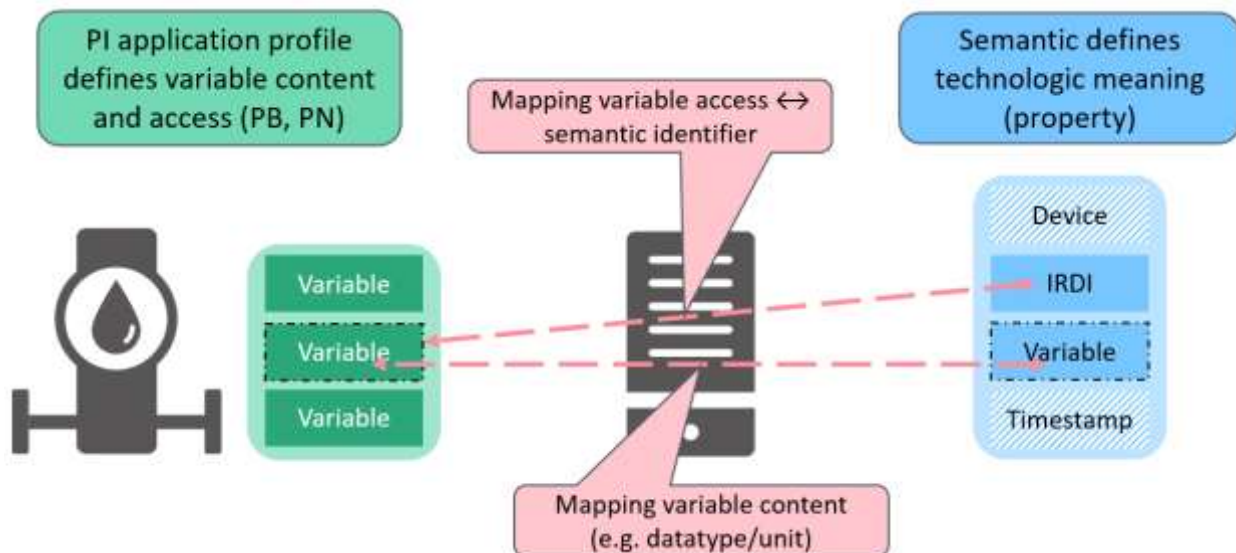 PI application profile
defines variable content
and access (PB, PN)
Semantic defines
technologic meaning
(property)
Mapping variable access ↔
semantic identifier
Device
Variable
IRDI
Variable
Variable
Variable
Timestamp
Mapping variable content
(e.g. datatype/unit)